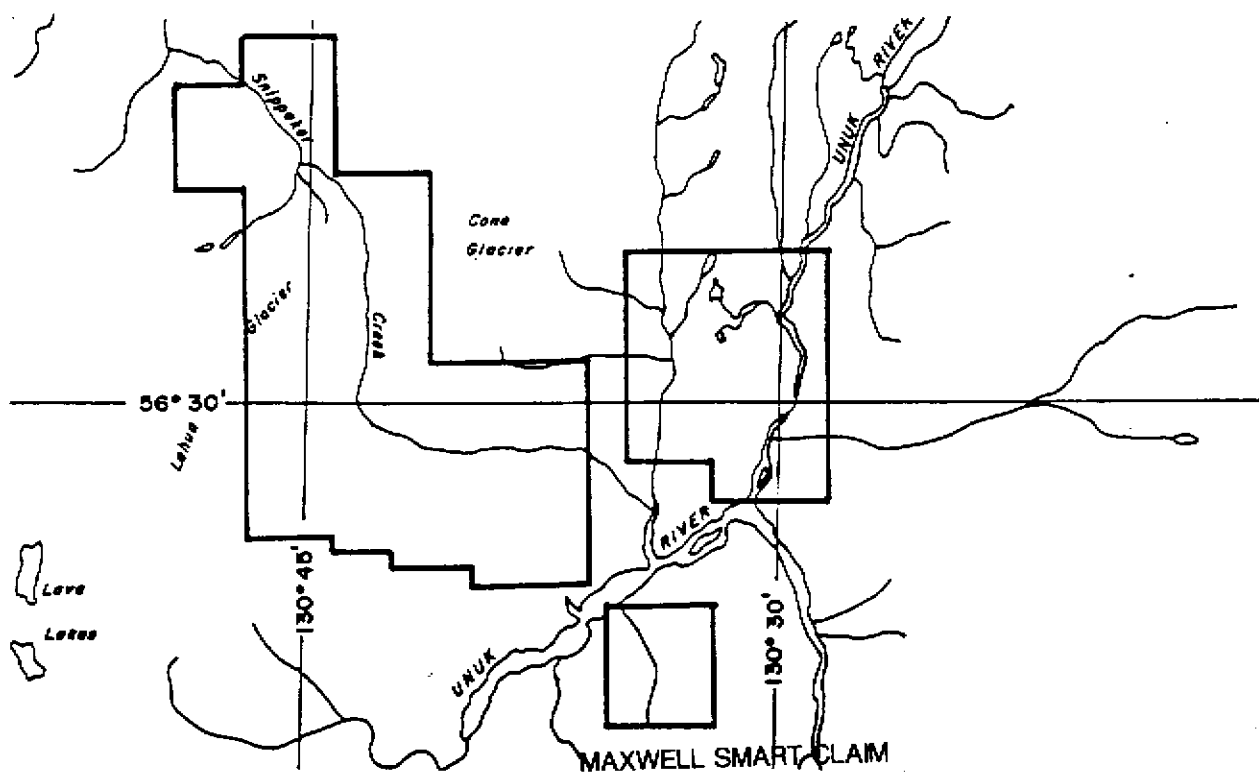 RIVER
UNUK
Snippaker
Cone
Glacier
Glacier
Creek
56° 30'
Lehua
RIVER
130° 45'
Lava
Lakes
130° 30'
UNUK
MAXWELL SMART CLAIM